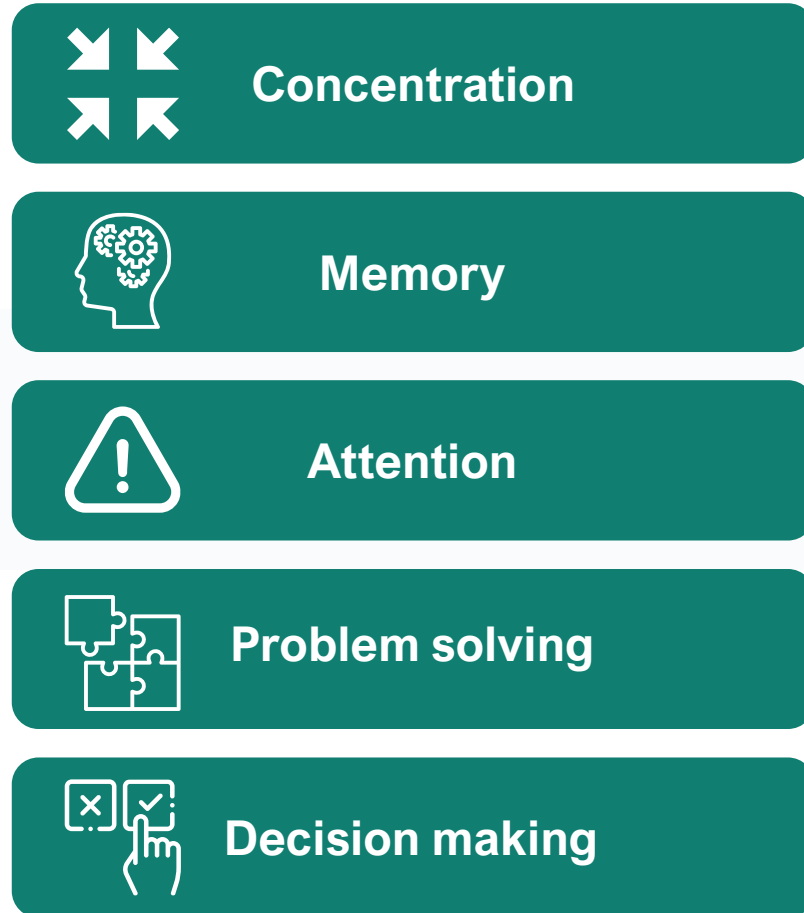 Concentration
Memory
Attention
Problem solving
Decision making